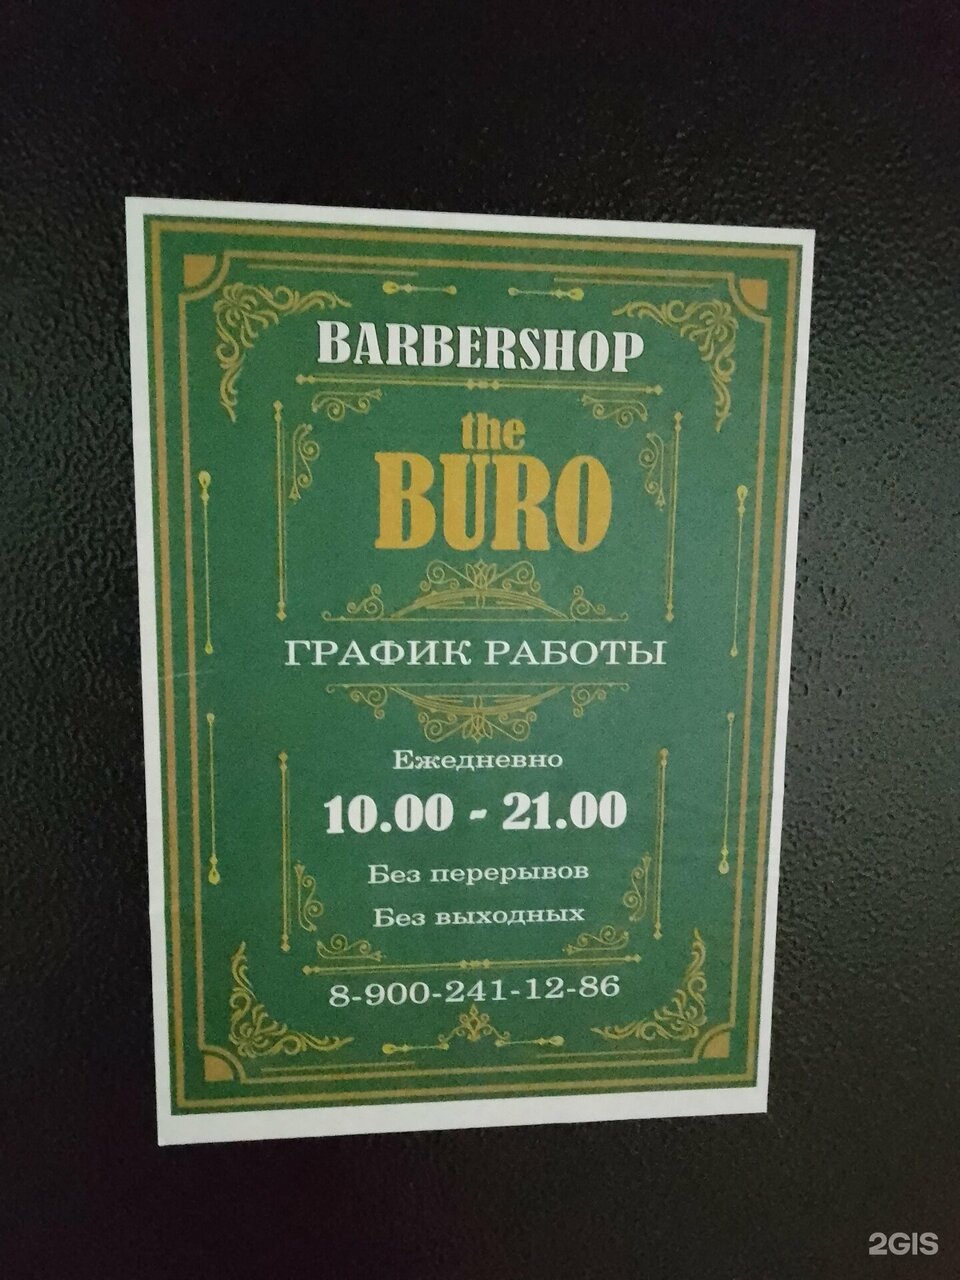 BARBERSHOP
the
BURO
ГРАФИК РАБОТЫ
Ежедневно
10.00 - 21.00
Без перерывов
Без выходных
8-900-241-12-86
2GIS